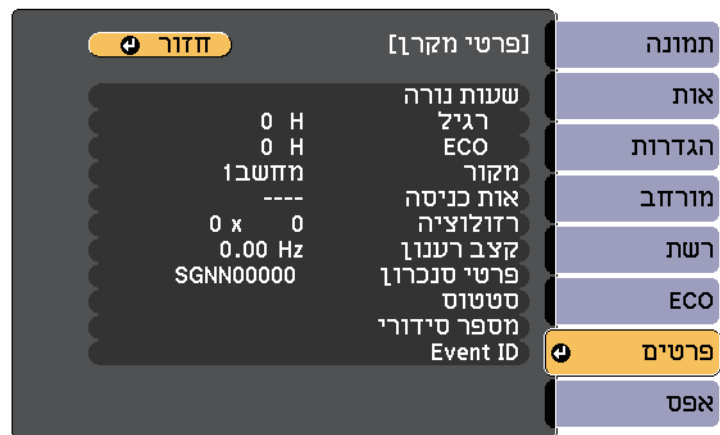 [פרטי מקרן] חזור
שעות נורה
רגיל 0 H
ECO 0 H
מקור מחשב1
אות כניסה ----
רזולוציה 0 x 0
קצב רענון 0.00 Hz
פרטי סנכרון SGNN00000
סטטוס
מספר סידורי
Event ID
תמונה
אות
הגדרות
מורחב
רשת
ECO
פרטים
אפס